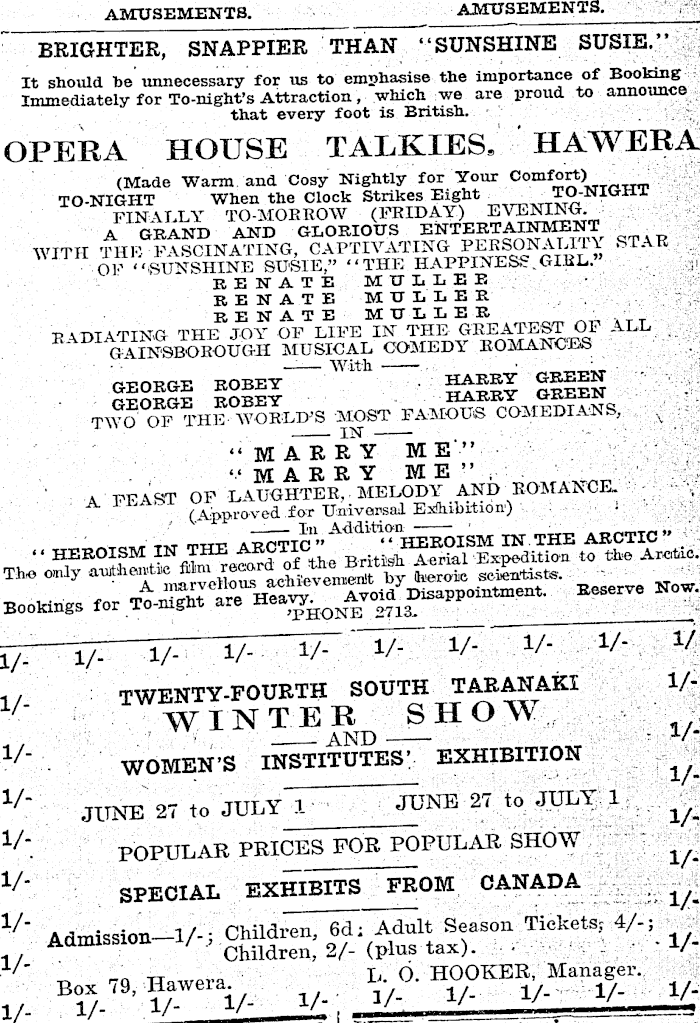 AMUSEMENTS. AMUSEMENTS.
BRIGHTER, SNAPPIER THAN "SUNSHINE SUSIE."
It should be unnecessary for us to emphasise the importance of Booking
Immediately for To-night's Attraction, which we are proud to announce
that every foot is British.
OPERA HOUSE TALKIES. HAWERA
(Made Warm and Cosy Nightly for Your Comfort)
TO-NIGHT When the Clock Strikes Eight TO-NIGHT
FINALLY TO-MORROW (FRIDAY) EVENING.
A GRAND AND GLORIOUS ENTERTAINMENT
WITH THE FASCINATING, CAPTIVATING PERSONALITY STAR
OF "SUNSHINE SUSIE," "THE HAPPINESS GIRL."
RENATE MULLER
RENATE MULLER
RENATE MULLER
RADIATING THE JOY OF LIFE IN THE GREATEST OF ALL
GAINSBOROUGH MUSICAL COMEDY ROMANCES
With
GEORGE ROBEY HARRY GREEN
GEORGE ROBEY HARRY GREEN
TWO OF THE WORLD'S MOST FAMOUS COMEDIANS,
IN
"MARRY ME"
"MARRY ME"
A FEAST OF LAUGHTER, MELODY AND ROMANCE.
(Approved for Universal Exhibition)
In Addition
"HEROISM IN THE ARCTIC" "HEROISM IN THE ARCTIC"
The only authentic film record of the British Aerial Expedition to the Arctic.
A marvellous achievement by heroic scientists.
Bookings for To-night are Heavy. Avoid Disappointment. Reserve Now.
'PHONE 2713.
1/- 1/- 1/- 1/- 1/- 1/- 1/- 1/- 1/- 1/
1/- TWENTY-FOURTH SOUTH TARANAKI 1/-
WINTER SHOW
1/- AND 1/-
WOMEN'S INSTITUTES' EXHIBITION
1/- 1/-
JUNE 27 to JULY 1 JUNE 27 to JULY 1
1/- 1/-
POPULAR PRICES FOR POPULAR SHOW
1/- 1/-
SPECIAL EXHIBITS FROM CANADA
1/- 1/-
Admission—1/-; Children, 6d; Adult Season Tickets, 4/-;
1/- Children, 2/- (plus tax). 1/-
Box 79, Hawera. L. O. HOOKER, Manager.
1/- 1/- 1/- 1/- 1/- 1/- 1/- 1/- 1/- 1/-